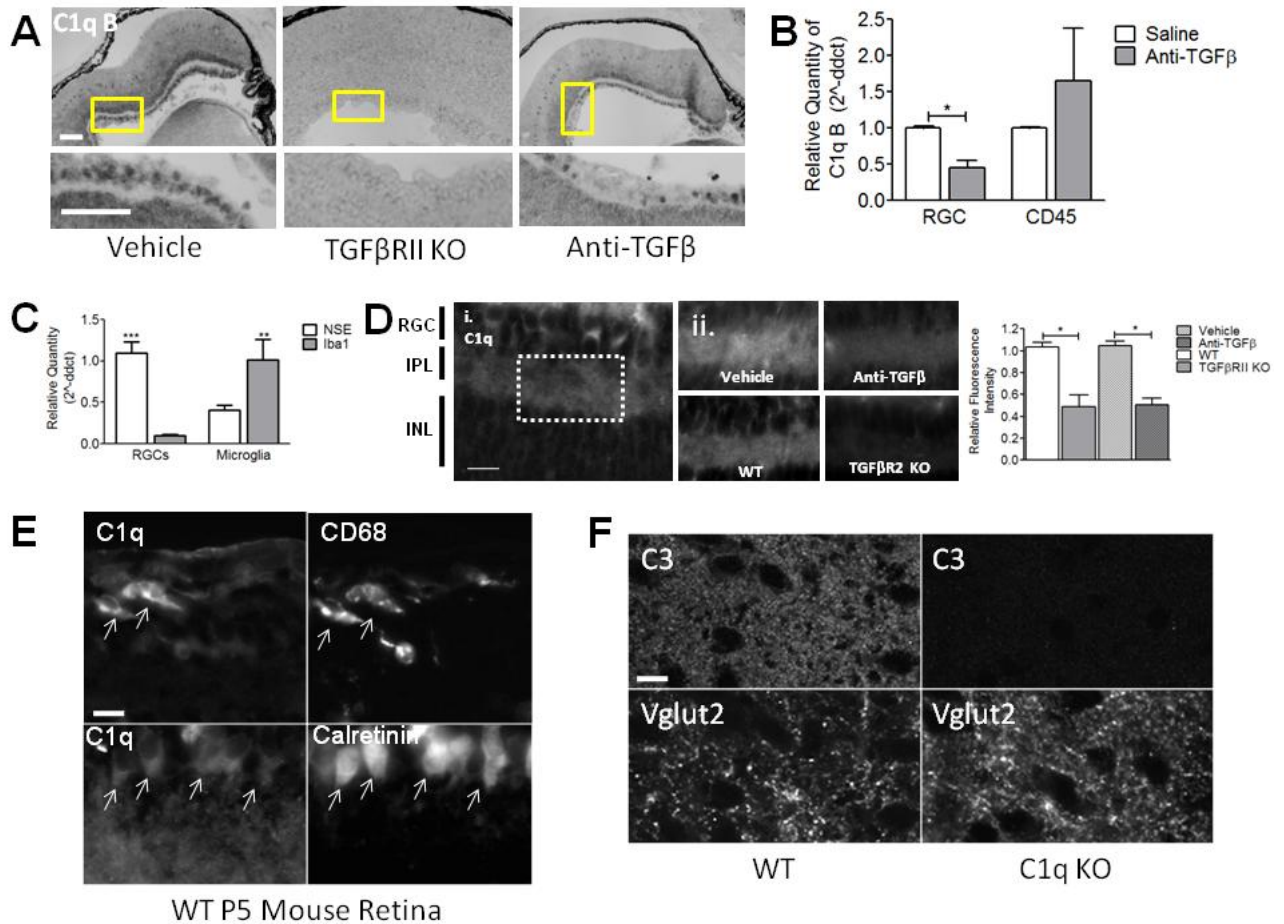 A
C1q B
Vehicle
TGFβRII KO
Anti-TGFβ
B
Relative Quantity of
C1q B
(2^-ddct)
2.5
2.0
1.5
1.0
0.5
0.0
*
RGC
CD45
Saline
Anti-TGFβ
C
Relative Quantity
(2^-ddct)
1.5
1.0
0.5
0.0
***
**
RGCs
Microglia
NSE
Iba1
D
RGC
IPL
INL
i.
C1q
ii.
Vehicle
Anti-TGFβ
WT
TGFβR2 KO
Relative Fluorescence
Intensity
1.2
1.0
0.8
0.6
0.4
0.2
0.0
*
*
Vehicle
Anti-TGFβ
WT
TGFβRII KO
E
C1q
CD68
C1q
Calretinin
WT P5 Mouse Retina
F
C3
C3
Vglut2
Vglut2
WT
C1q KO